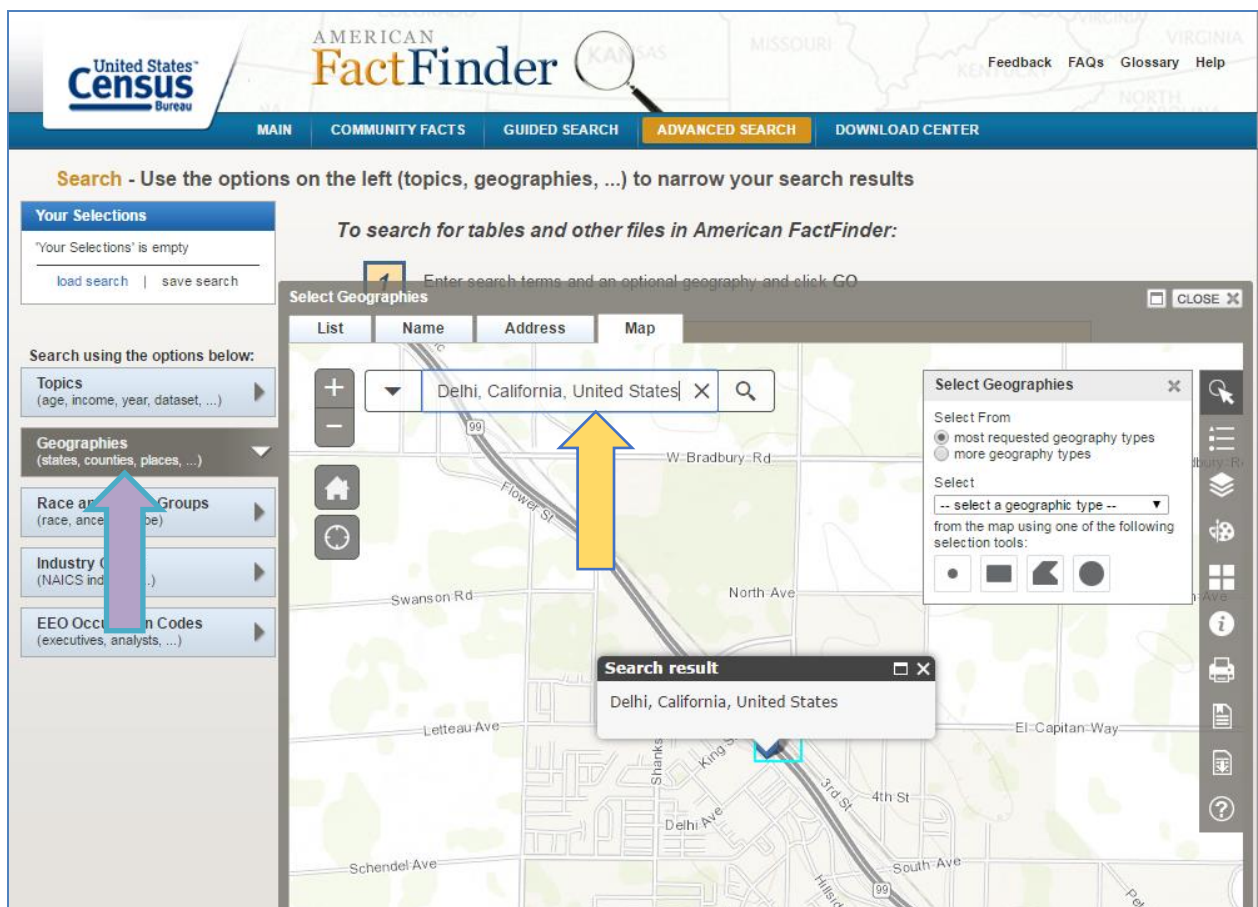 AMERICAN
FactFinder
United States™
Census
Bureau
KANSAS
MISSOURI
KENTUCKY
VIRGINIA
NORTH
Feedback FAQs Glossary Help
MAIN COMMUNITY FACTS GUIDED SEARCH ADVANCED SEARCH DOWNLOAD CENTER
Search - Use the options on the left (topics, geographies, ...) to narrow your search results
Your Selections
'Your Selections' is empty
load search | save search
To search for tables and other files in American FactFinder:
1 Enter search terms and an optional geography and click GO
Search using the options below:
Topics
(age, income, year, dataset, ...)
Geographies
(states, counties, places, ...)
Race Groups
(race,
Industry
(NAICS
EEO Codes
(executives, analysts, ...)
Select Geographies
CLOSE X
List Name Address Map
Delhi, California, United States
Select Geographies
Select From
most requested geography types
more geography types
Select
-- select a geographic type --
from the map using one of the following
selection tools:
99
W Bradbury Rd
Flower St
Swanson Rd
North Ave
Search result
Delhi, California, United States
Letteau Ave
El Capitan Way
Shanks
King S
3rd St
4th St
Delhi Ave
Schendel Ave
South Ave
99